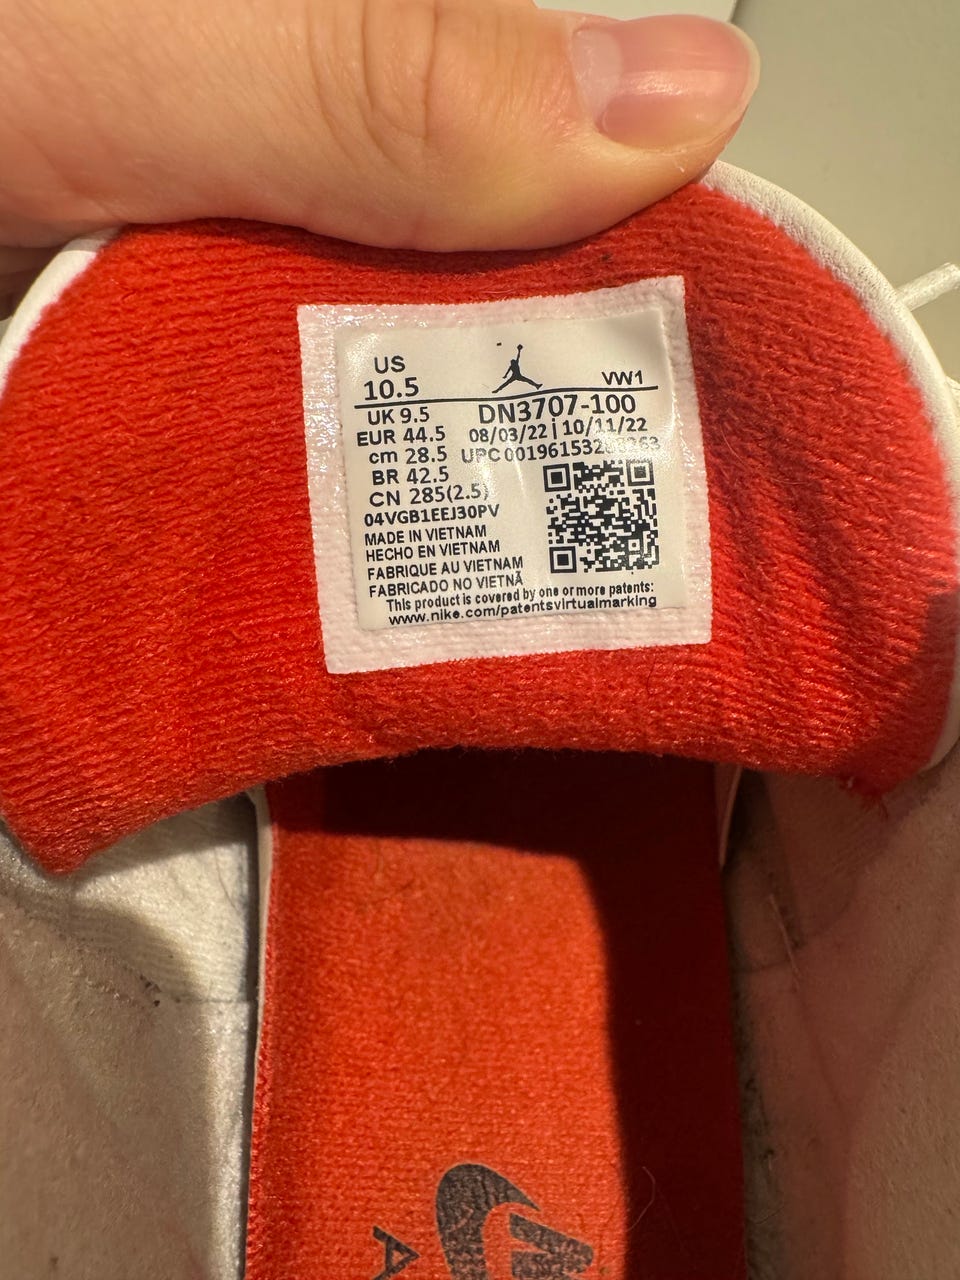 US
10.5
VW1
UK 9.5
DN3707-100
EUR 44.5
08/03/22 | 10/11/22
cm 28.5
UPC
BR 42.5
CN 285(2.5)
04VGB1EEJ30PV
MADE IN VIETNAM
HECHO EN VIETNAM
FABRIQUE AU VIETNAM
FABRICADO NO VIETNÃ
This product is covered by one or more patents:
www.nike.com/patentsvirtualmarking
A